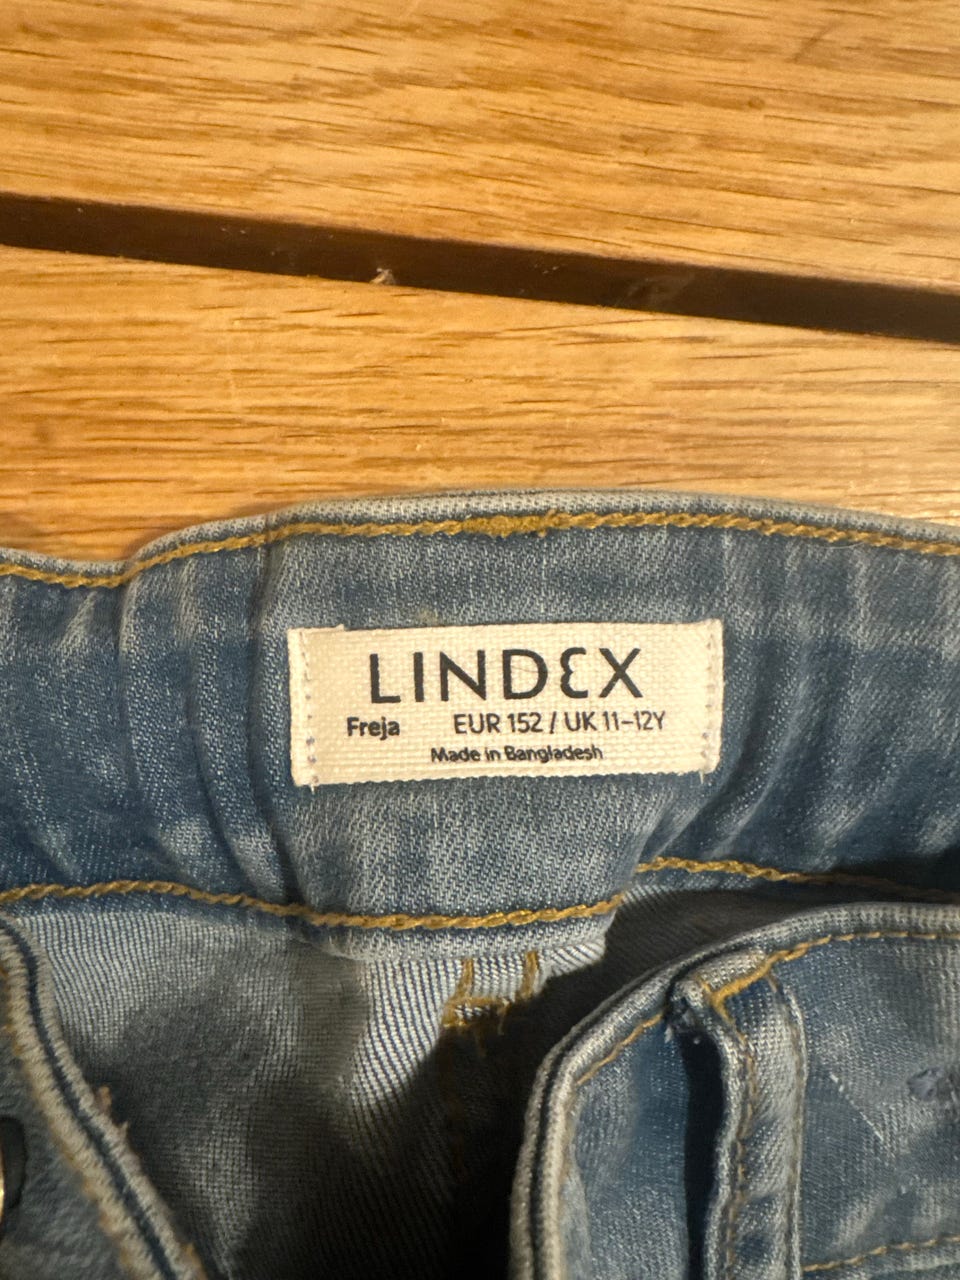 LINDEX
Freja EUR 152 / UK 11-12Y
Made in Bangladesh